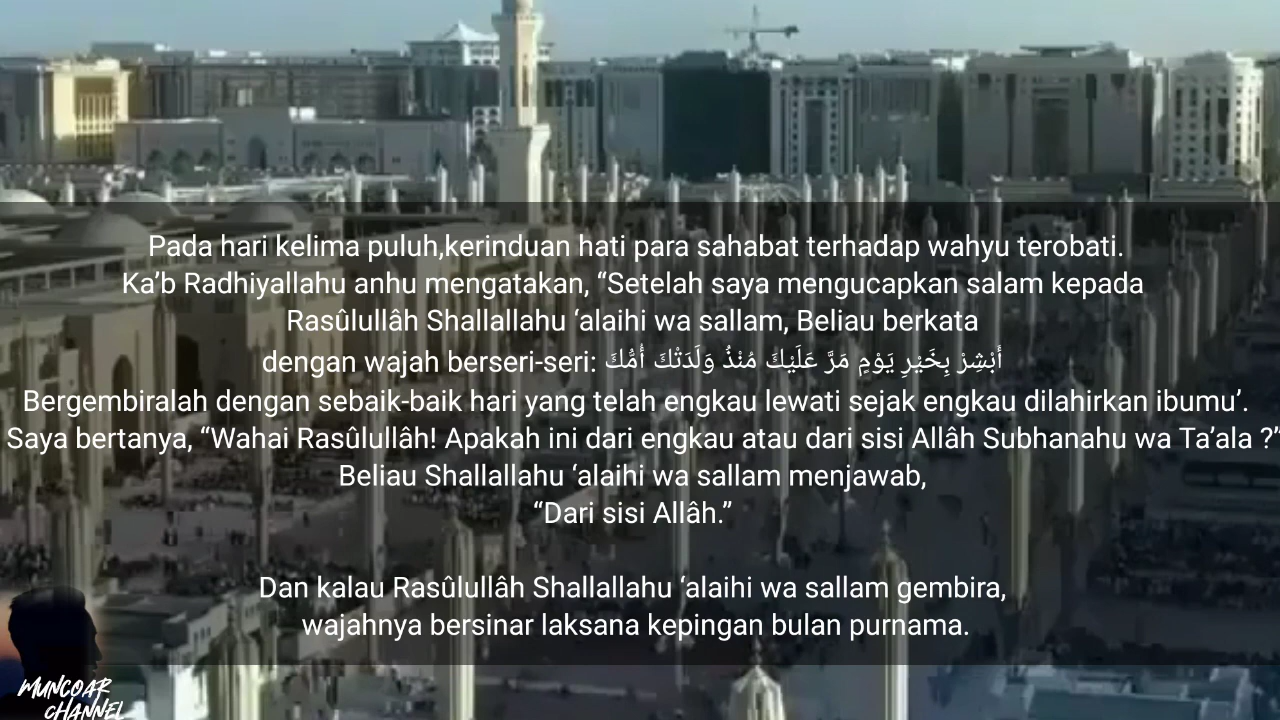 Pada hari kelima puluh,kerinduan hati para sahabat terhadap wahyu terobati.
Ka’b Radhiyallahu anhu mengatakan, “Setelah saya mengucapkan salam kepada
Rasûlullâh Shallallahu ‘alaihi wa sallam, Beliau berkata
dengan wajah berseri-seri: أَبْشِرْ بِخَيْرِ يَوْمٍ مَرَّ عَلَيْكَ مُنْذُ وَلَدَتْكَ أُمُّكَ
Bergembiralah dengan sebaik-baik hari yang telah engkau lewati sejak engkau dilahirkan ibumu’.
Saya bertanya, “Wahai Rasûlullâh! Apakah ini dari engkau atau dari sisi Allâh Subhanahu wa Ta’ala ?”
Beliau Shallallahu ‘alaihi wa sallam menjawab,
“Dari sisi Allâh.”
Dan kalau Rasûlullâh Shallallahu ‘alaihi wa sallam gembira,
wajahnya bersinar laksana kepingan bulan purnama.
MUNCOAR
CHANNEL